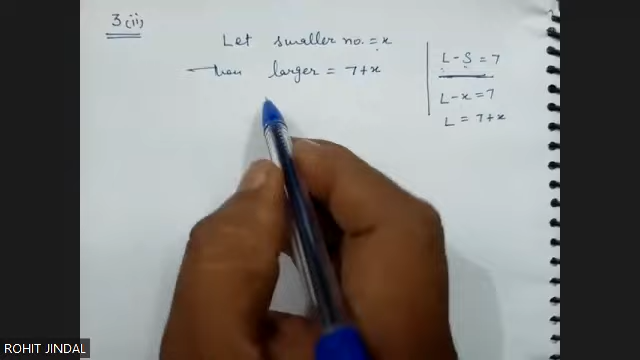 3(ii)
Let smaller no. = x
then larger = 7+x
L-S = 7
L-x = 7
L = 7+x
ROHIT JINDAL